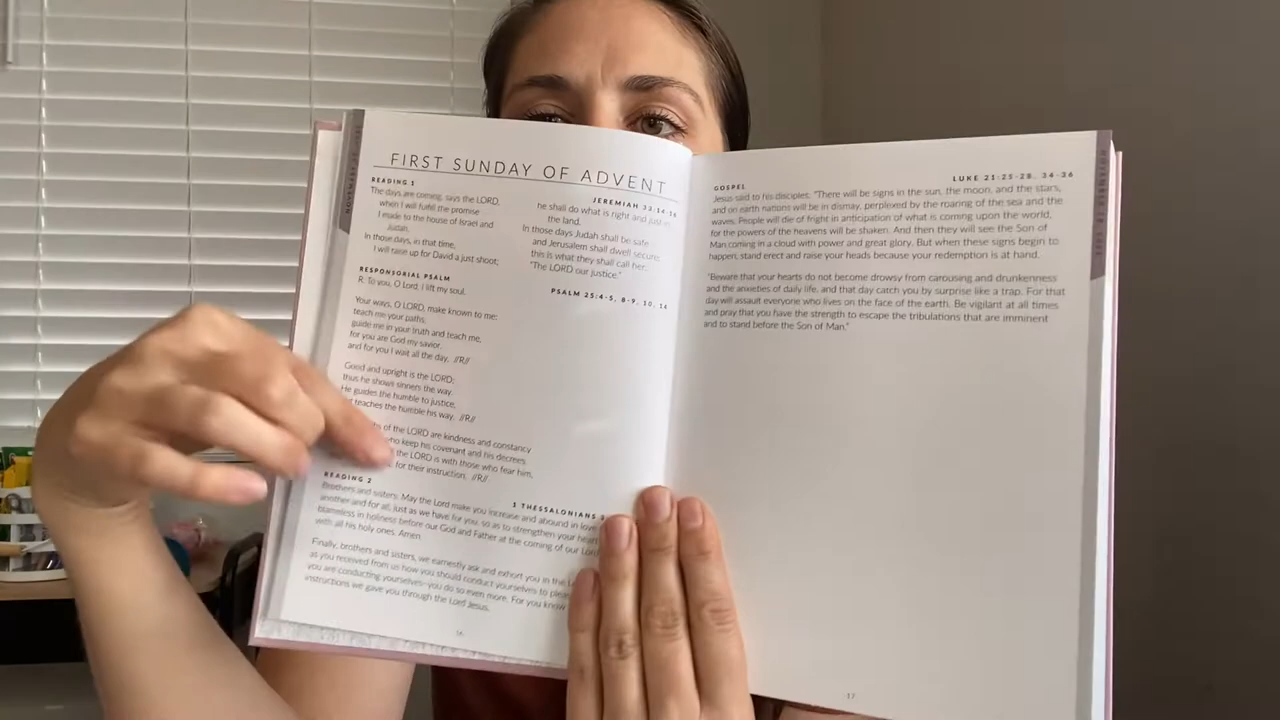 FIRST SUNDAY OF ADVENT
READING 1
JEREMIAH 33:14-16
The days are coming, says the LORD,
when I will fulfill the promise
I made to the house of Israel and
Judah.
In those days, in that time,
I will raise up for David a just shoot;
he shall do what is right and just in
the land.
In those days Judah shall be safe
and Jerusalem shall dwell secure;
this is what they shall call her:
"The LORD our justice."
RESPONSORIAL PSALM
PSALM 25:4-5, 8-9, 10, 14
R. To you, O Lord, I lift my soul.
Your ways, O LORD, make known to me;
teach me your paths,
guide me in your truth and teach me,
for you are God my savior,
and for you I wait all the day. //R//
Good and upright is the LORD;
thus he shows sinners the way.
He guides the humble to justice,
teaches the humble his way. //R//
of the LORD are kindness and constancy
who keep his covenant and his decrees.
the LORD is with those who fear him,
for their instruction. //R//
READING 2
1 THESSALONIANS
Brothers and sisters: May the Lord make you increase and abound in love
another and for all, just as we have for you, so as to strengthen your heart
blameless in holiness before our God and Father at the coming of our Lord
with all his holy ones. Amen.
Finally, brothers and sisters, we earnestly ask and exhort you in the
as you received from us how you should conduct yourselves to please
you are conducting yourselves-you do so even more. For you know
instructions we gave you through the Lord Jesus.
16
GOSPEL
LUKE 21:25-28, 34-36
Jesus said to his disciples: "There will be signs in the sun, the moon, and the stars,
and on earth nations will be in dismay, perplexed by the roaring of the sea and the
waves. People will die of fright in anticipation of what is coming upon the world,
for the powers of the heavens will be shaken. And then they will see the Son of
Man coming in a cloud with power and great glory. But when these signs begin to
happen, stand erect and raise your heads because your redemption is at hand.
"Beware that your hearts do not become drowsy from carousing and drunkenness
and the anxieties of daily life, and that day catch you by surprise like a trap. For that
day will assault everyone who lives on the face of the earth. Be vigilant at all times
and pray that you have the strength to escape the tribulations that are imminent
and to stand before the Son of Man."
17